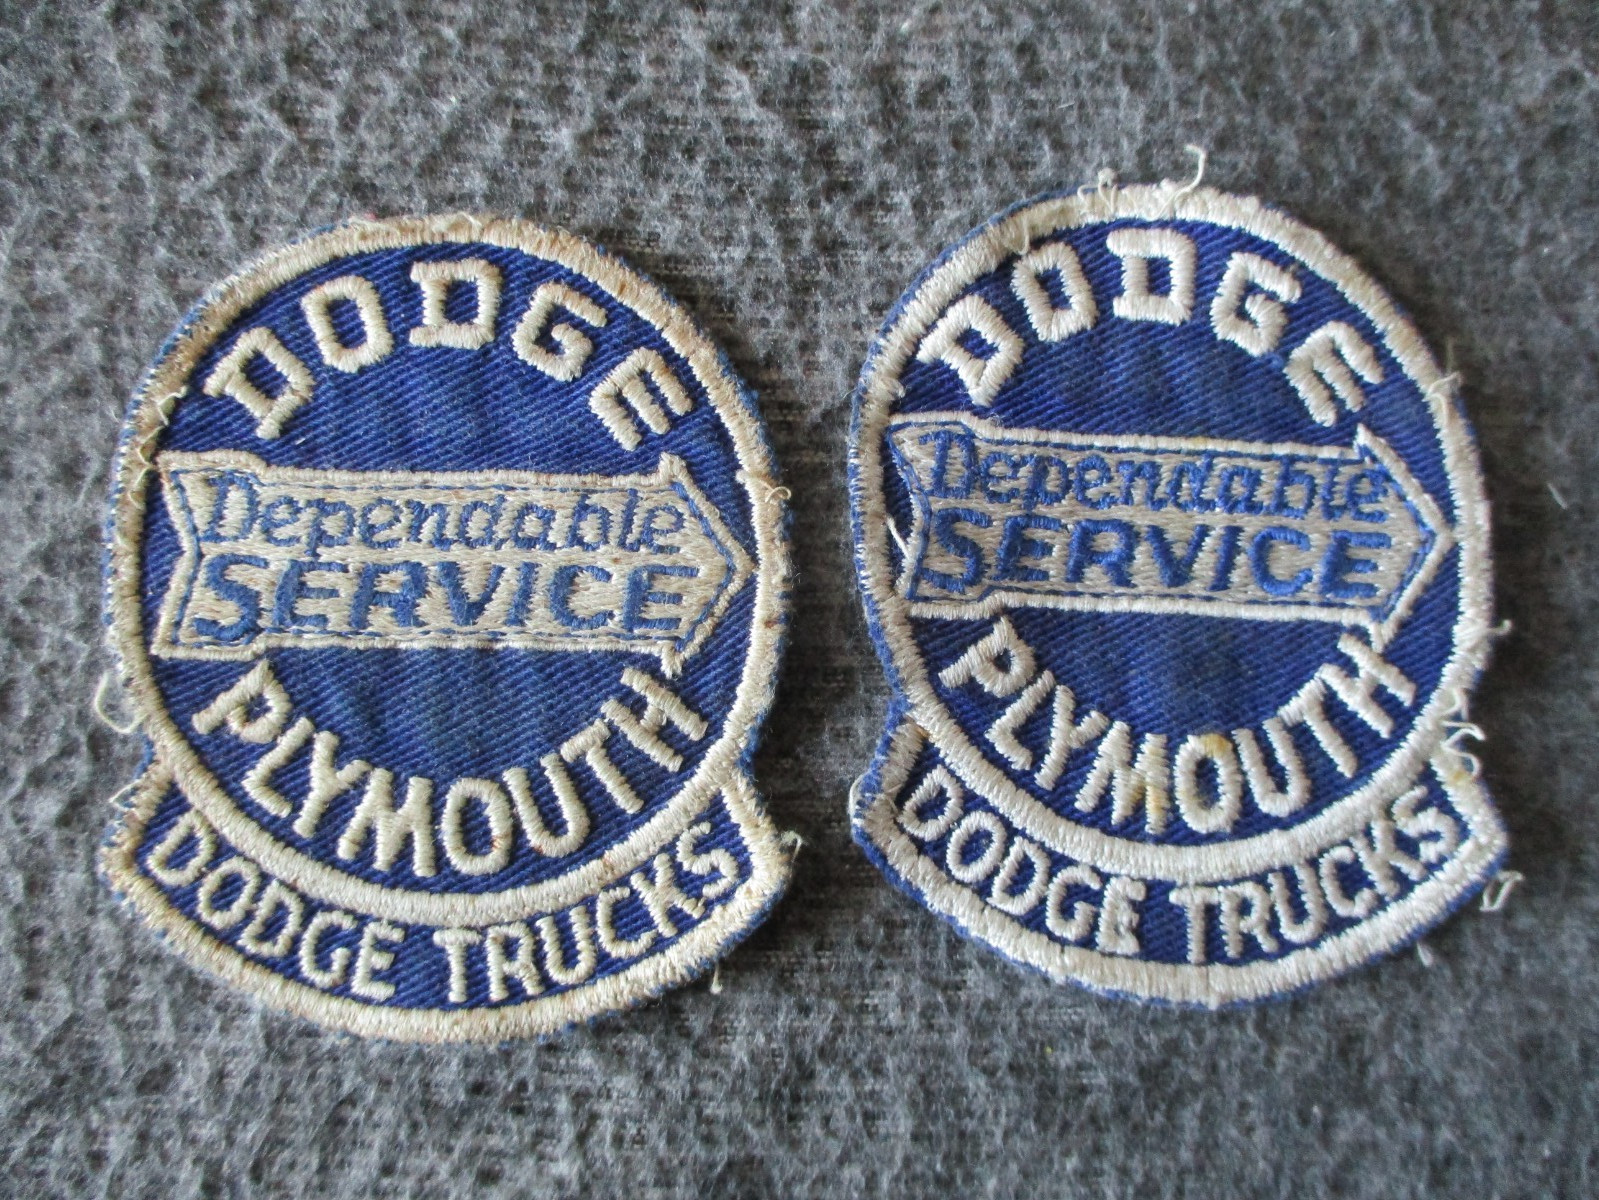 DODGE
Dependable
SERVICE
PLYMOUTH
DODGE TRUCKS
DODGE
Dependable
SERVICE
PLYMOUTH
DODGE TRUCKS